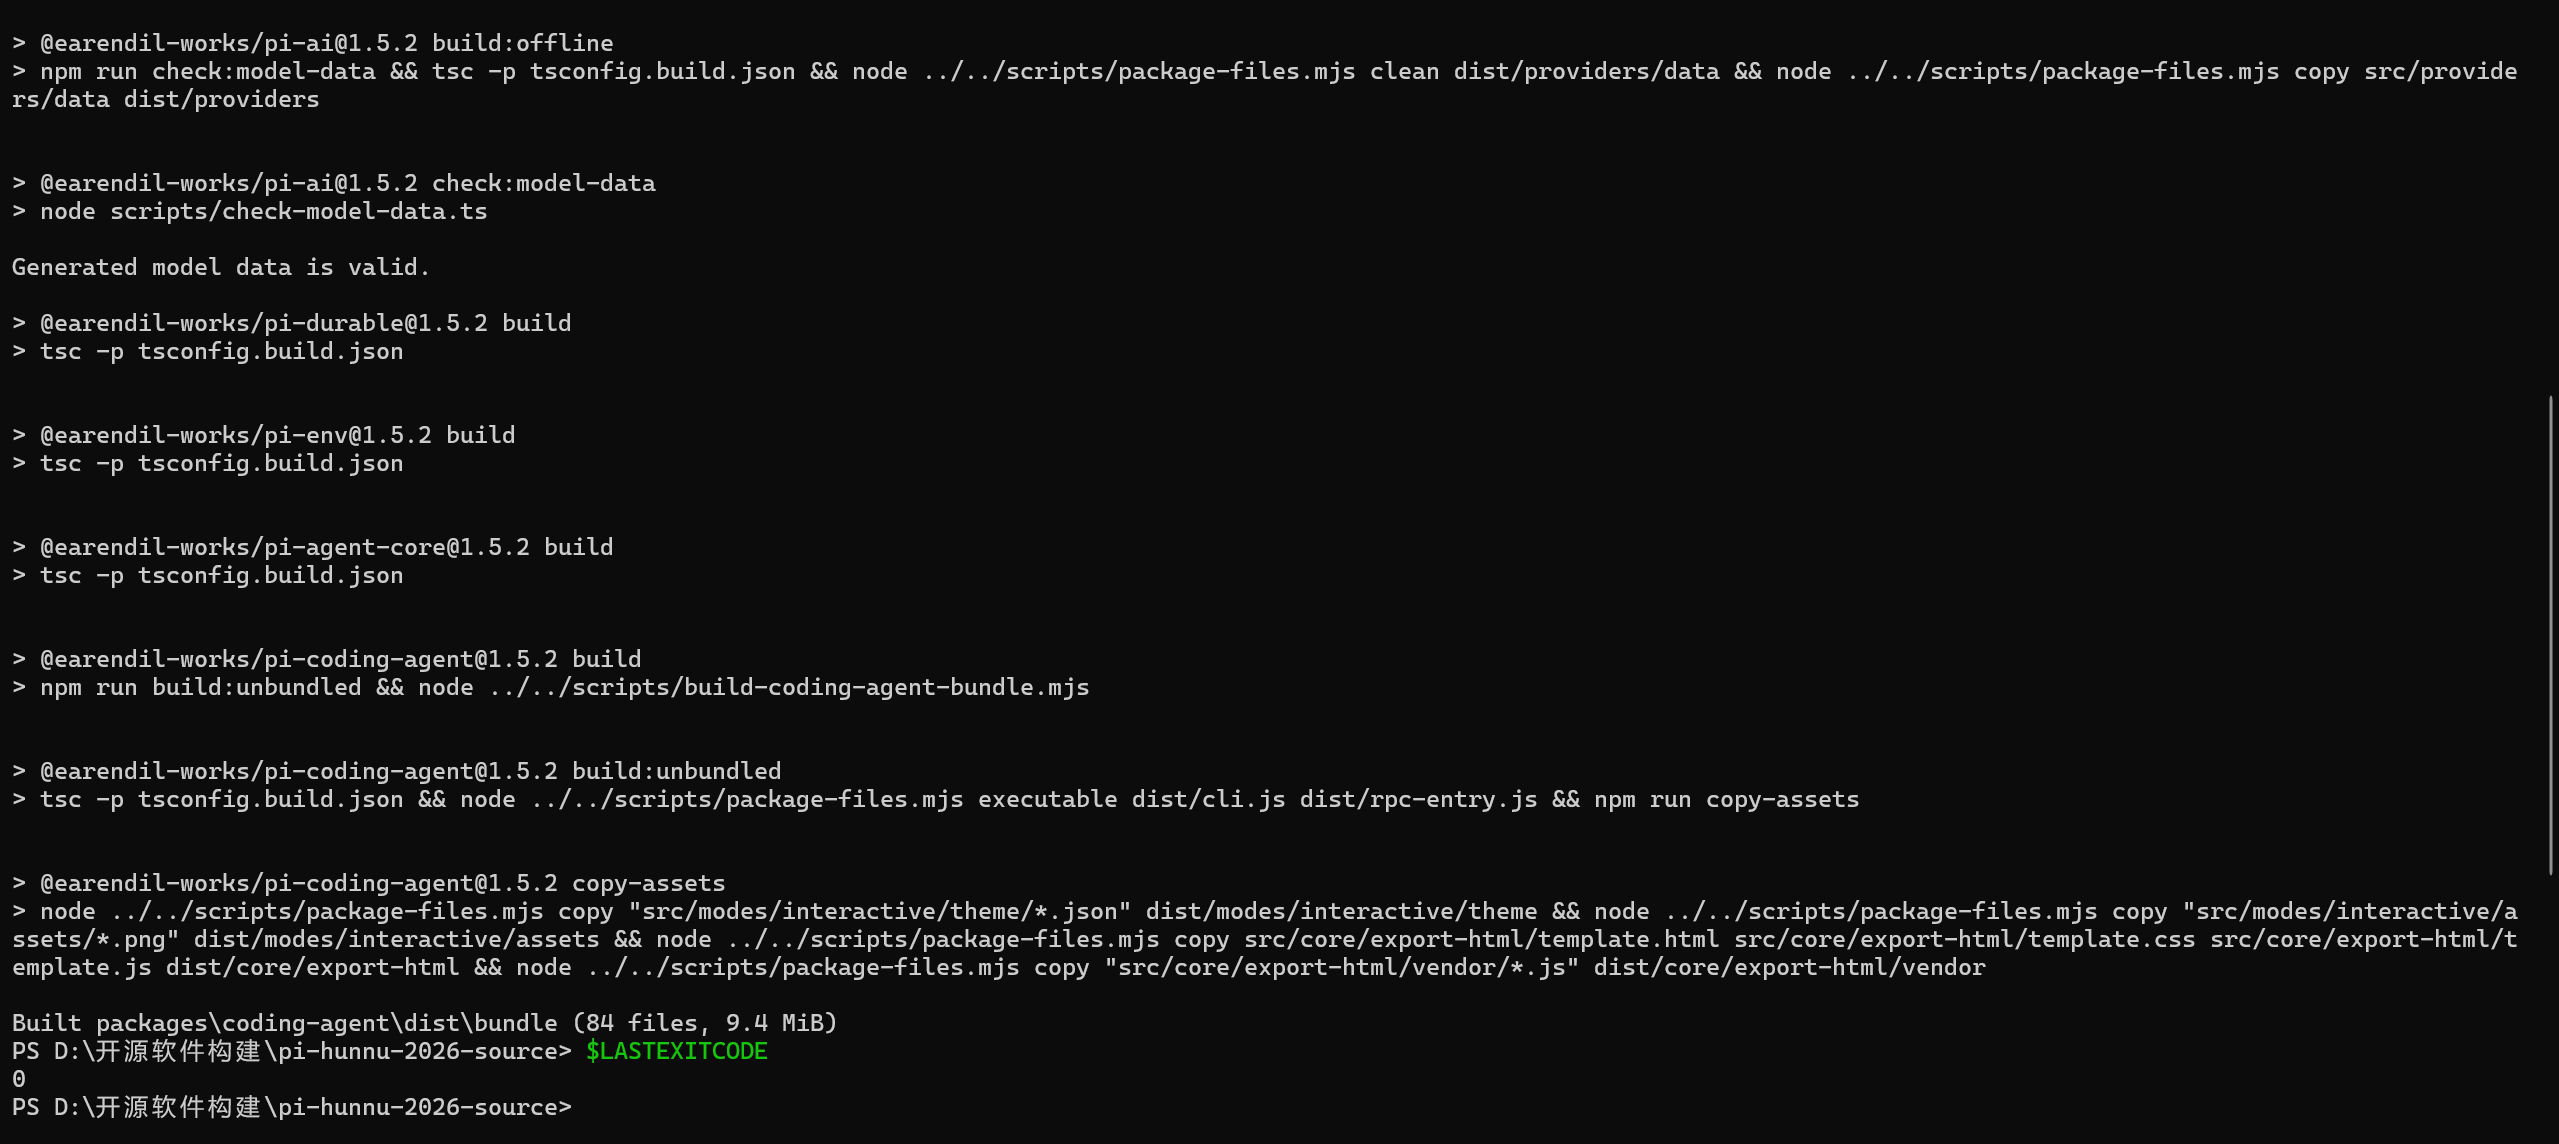 > @earendil-works/pi-ai@1.5.2 build:offline
> npm run check:model-data && tsc -p tsconfig.build.json && node ../../scripts/package-files.mjs clean dist/providers/data && node ../../scripts/package-files.mjs copy src/provide
rs/data dist/providers
> @earendil-works/pi-ai@1.5.2 check:model-data
> node scripts/check-model-data.ts
Generated model data is valid.
> @earendil-works/pi-durable@1.5.2 build
> tsc -p tsconfig.build.json
> @earendil-works/pi-env@1.5.2 build
> tsc -p tsconfig.build.json
> @earendil-works/pi-agent-core@1.5.2 build
> tsc -p tsconfig.build.json
> @earendil-works/pi-coding-agent@1.5.2 build
> npm run build:unbundled && node ../../scripts/build-coding-agent-bundle.mjs
> @earendil-works/pi-coding-agent@1.5.2 build:unbundled
> tsc -p tsconfig.build.json && node ../../scripts/package-files.mjs executable dist/cli.js dist/rpc-entry.js && npm run copy-assets
> @earendil-works/pi-coding-agent@1.5.2 copy-assets
> node ../../scripts/package-files.mjs copy "src/modes/interactive/theme/*.json" dist/modes/interactive/theme && node ../../scripts/package-files.mjs copy "src/modes/interactive/a
ssets/*.png" dist/modes/interactive/assets && node ../../scripts/package-files.mjs copy src/core/export-html/template.html src/core/export-html/template.css src/core/export-html/t
emplate.js dist/core/export-html && node ../../scripts/package-files.mjs copy "src/core/export-html/vendor/*.js" dist/core/export-html/vendor
Built packages\coding-agent\dist\bundle (84 files, 9.4 MiB)
PS D:\开源软件构建\pi-hunnu-2026-source> $LASTEXITCODE
0
PS D:\开源软件构建\pi-hunnu-2026-source>